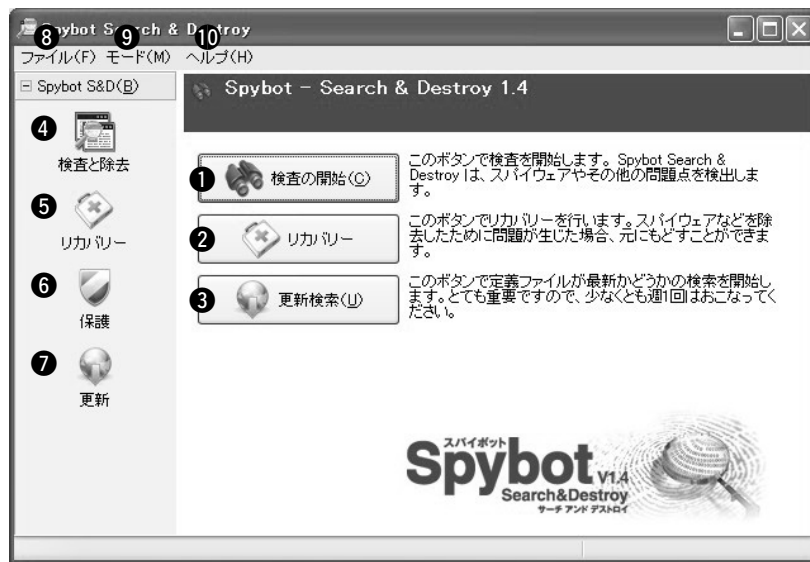 Spybot Search & Destroy
8 9 10
ファイル(F) モード(M) ヘルプ(H)
Spybot S&D(B)
Spybot - Search & Destroy 1.4
4
検査と除去
5
リカバリー
6
保護
7
更新
1 検査の開始(C)
このボタンで検査を開始します。Spybot Search &
Destroy は、スパイウェアやその他の問題点を検出しま
す。
2 リカバリー
このボタンでリカバリーを行います。スパイウェアなどを除
去したために問題が生じた場合、元にもどすことができま
す。
3 更新検索(U)
このボタンで定義ファイルが最新かどうかの検索を開始し
ます。とても重要ですので、少なくとも週1回はおこなってく
ださい。
スパイボット
Spybot V1.4
Search&Destroy
サーチ アンド デストロイ